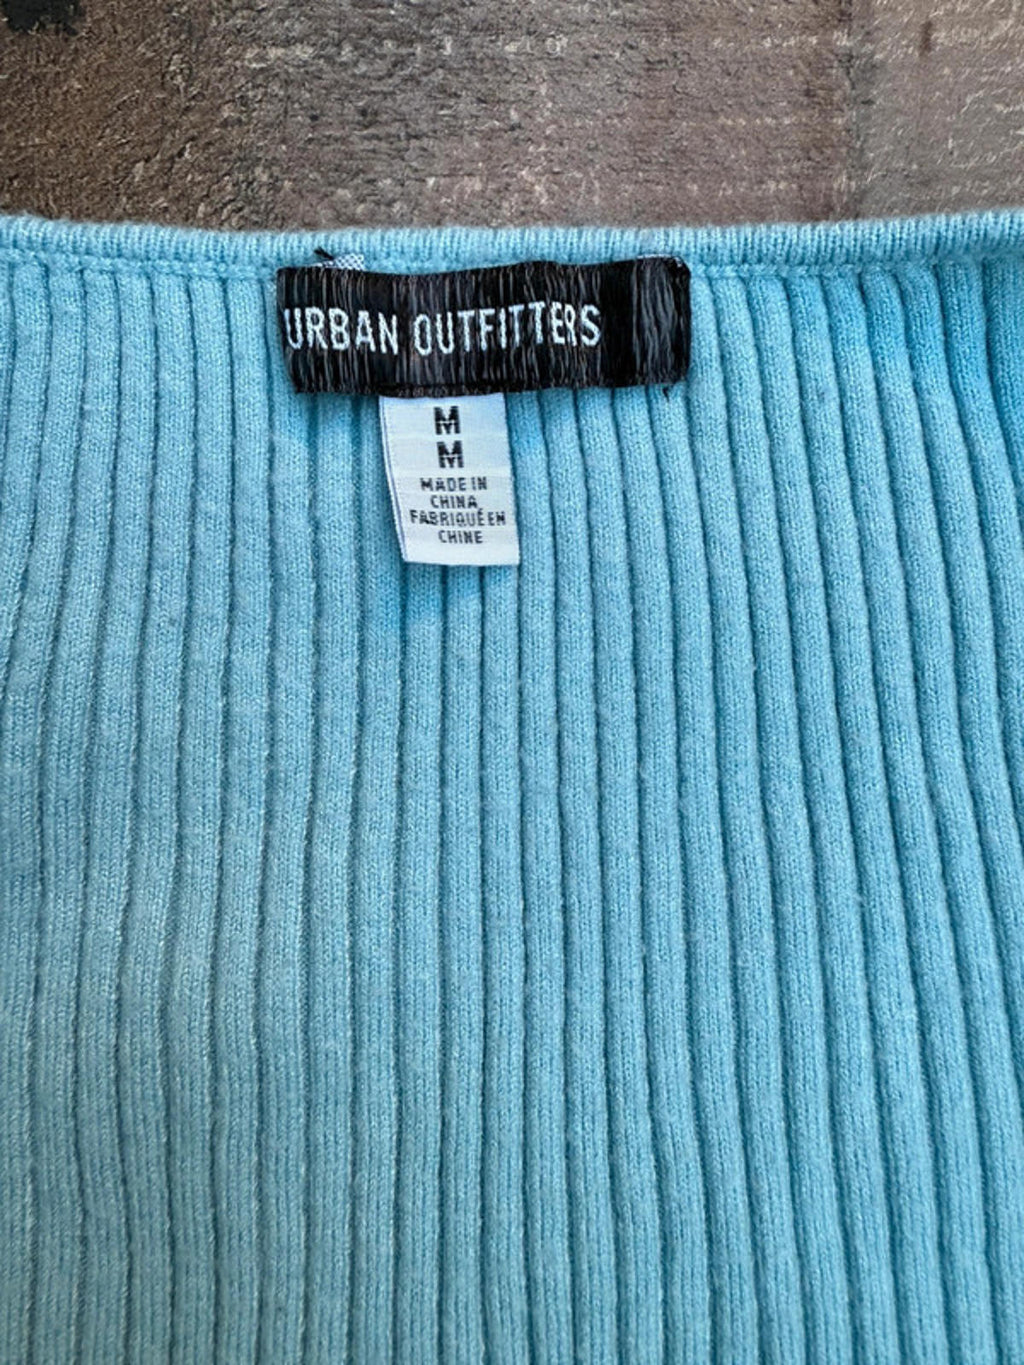 URBAN OUTFITTERS
M
M
MADE IN
CHINA
FABRIQUÉ EN
CHINE